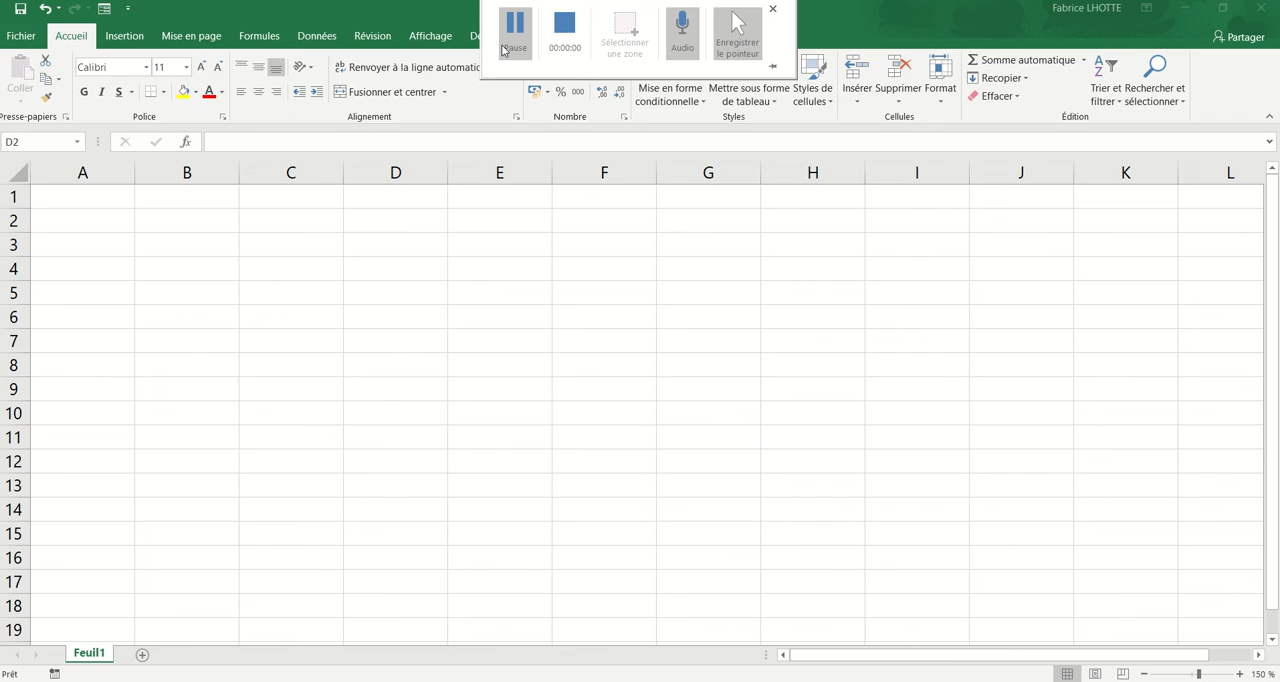 Fabrice LHOTTE
Fichier Accueil Insertion Mise en page Formules Données Révision Affichage Dé Partager
Pause 00:00:00 Sélectionner une zone Audio Enregistrer le pointeur
Coller
Calibri 11
Renvoyer à la ligne automatiq
G I S A
Fusionner et centrer
% 000
Mise en forme conditionnelle
Mettre sous forme de tableau
Styles de cellules
Insérer Supprimer Format
Somme automatique
Recopier
Effacer
Trier et filtrer
Rechercher et sélectionner
Presse-papiers Police Alignement Nombre Styles Cellules Édition
D2 fx
A B C D E F G H I J K L
1
2
3
4
5
6
7
8
9
10
11
12
13
14
15
16
17
18
19
Feuil1
Prêt 150 %